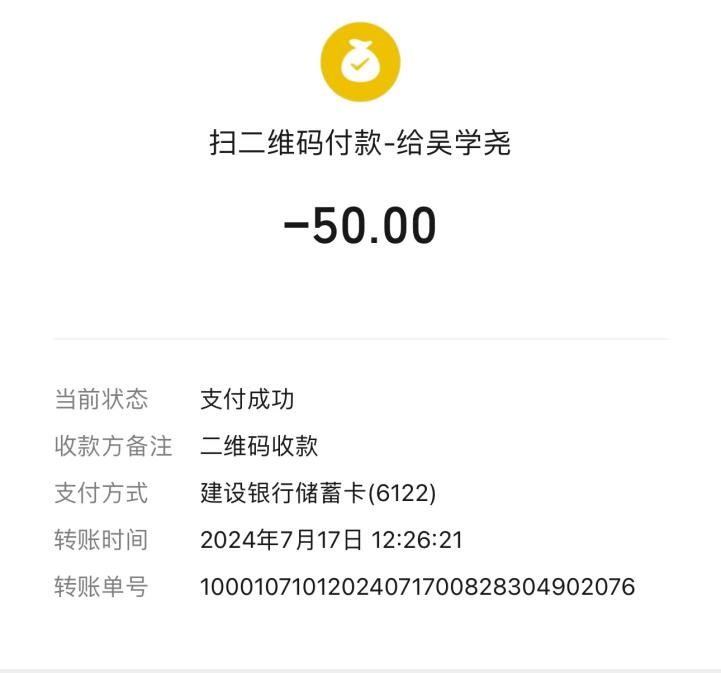 扫二维码付款-给吴学尧
-50.00
当前状态 支付成功
收款方备注 二维码收款
支付方式 建设银行储蓄卡(6122)
转账时间 2024年7月17日 12:26:21
转账单号 1000107101202407170082830490​2076